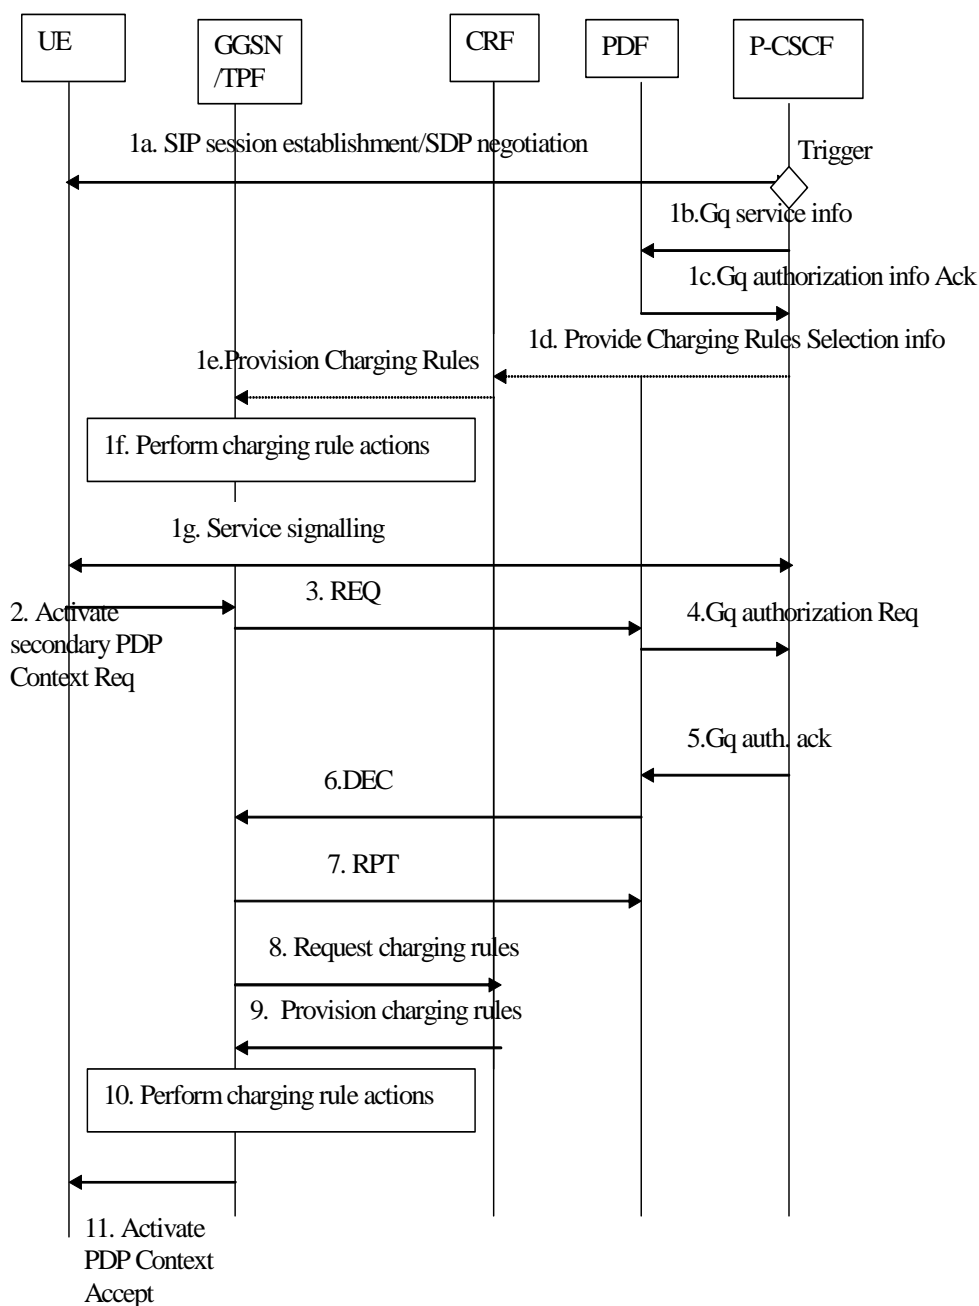 UE
GGSN
/TPF
CRF
PDF
P-CSCF
1a. SIP session establishment/SDP negotiation
Trigger
1b.Gq service info
1c.Gq authorization info Ack
1d. Provide Charging Rules Selection info
1e.Provision Charging Rules
1f. Perform charging rule actions
1g. Service signalling
2. Activate
secondary PDP
Context Req
3. REQ
4.Gq authorization Req
5.Gq auth. ack
6.DEC
7. RPT
8. Request charging rules
9. Provision charging rules
10. Perform charging rule actions
11. Activate
PDP Context
Accept